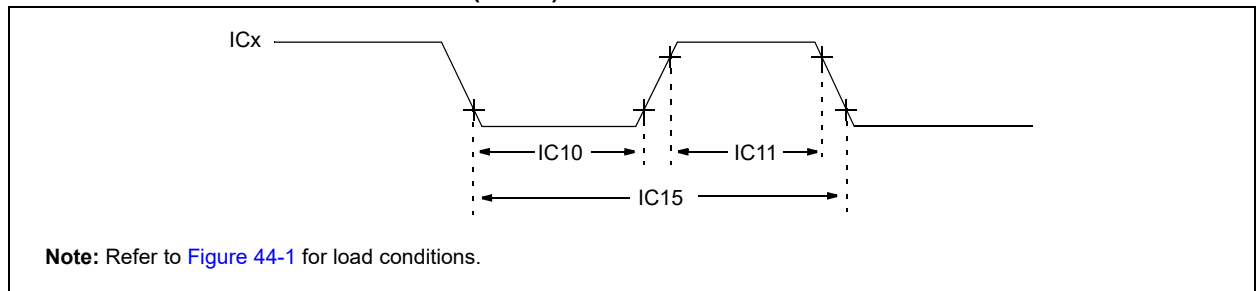 ICx
IC10
IC11
IC15
Note: Refer to Figure 44-1 for load conditions.